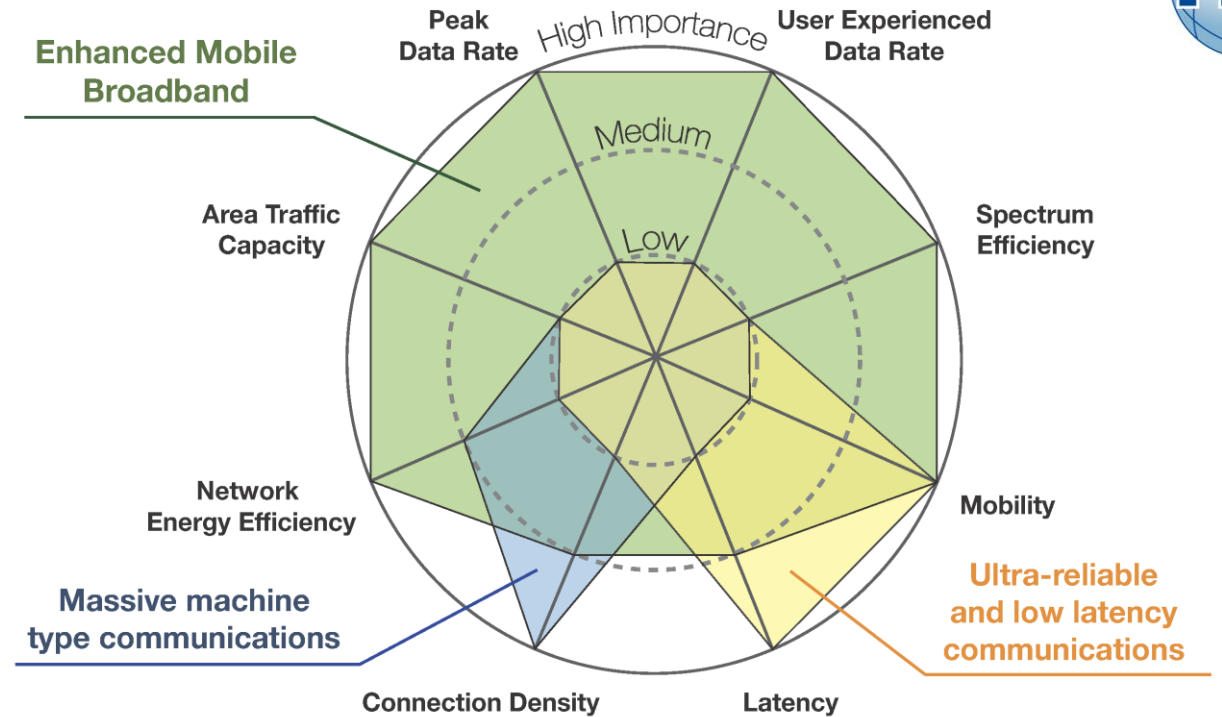 Peak
Data Rate
High Importance
User Experienced
Data Rate
Enhanced Mobile
Broadband
Medium
Area Traffic
Capacity
Low
Spectrum
Efficiency
Network
Energy Efficiency
Mobility
Massive machine
type communications
Ultra-reliable
and low latency
communications
Connection Density
Latency